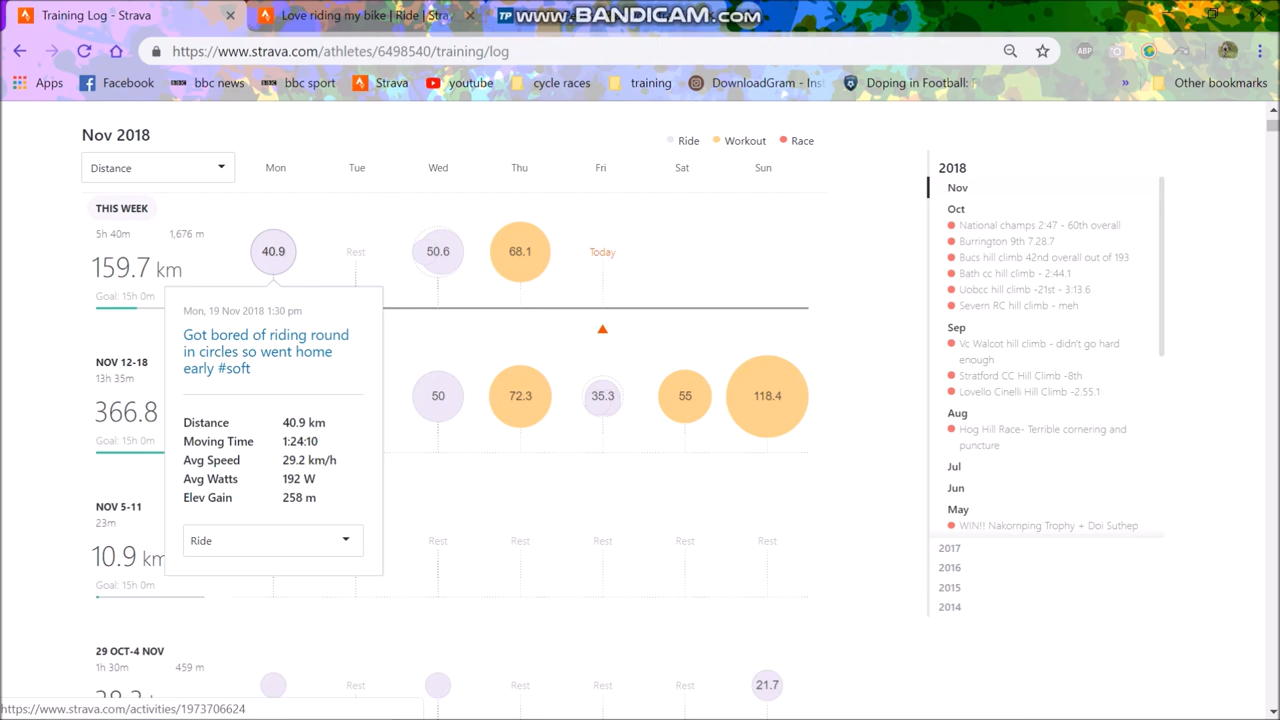 Training Log - Strava
Love riding my bike | Ride | Stra
www.BANDICAM.com
https://www.strava.com/athletes/6498540/training/log
ABP
Apps
Facebook
bbc news
bbc sport
Strava
youtube
cycle races
training
DownloadGram - Inst
Doping in Football:
»
Other bookmarks
Nov 2018
Ride
Workout
Race
Distance
Mon
Tue
Wed
Thu
Fri
Sat
Sun
THIS WEEK
5h 40m
1,676 m
159.7 km
Goal: 15h 0m
40.9
Rest
50.6
68.1
Today
Mon, 19 Nov 2018 1:30 pm
Got bored of riding round
in circles so went home
early #soft
Distance 40.9 km
Moving Time 1:24:10
Avg Speed 29.2 km/h
Avg Watts 192 W
Elev Gain 258 m
Ride
NOV 12-18
13h 35m
366.8
50
72.3
35.3
55
118.4
NOV 5-11
23m
10.9 km
Goal: 15h 0m
Rest
Rest
Rest
Rest
Rest
29 OCT-4 NOV
1h 30m
459 m
Rest
Rest
Rest
Rest
21.7
2018
Nov
Oct
National champs 2:47 - 60th overall
Burrington 9th 7.28.7
Bucs hill climb 42nd overall out of 193
Bath cc hill climb - 2:44.1
Uobcc hill climb -21st - 3:13.6
Severn RC hill climb - meh
Sep
Vc Walcot hill climb - didn't go hard
enough
Stratford CC Hill Climb -8th
Lovello Cinelli Hill Climb -2.55.1
Aug
Hog Hill Race- Terrible cornering and
puncture
Jul
Jun
May
WIN!! Nakornping Trophy + Doi Suthep
2017
2016
2015
2014
https://www.strava.com/activities/1973706624